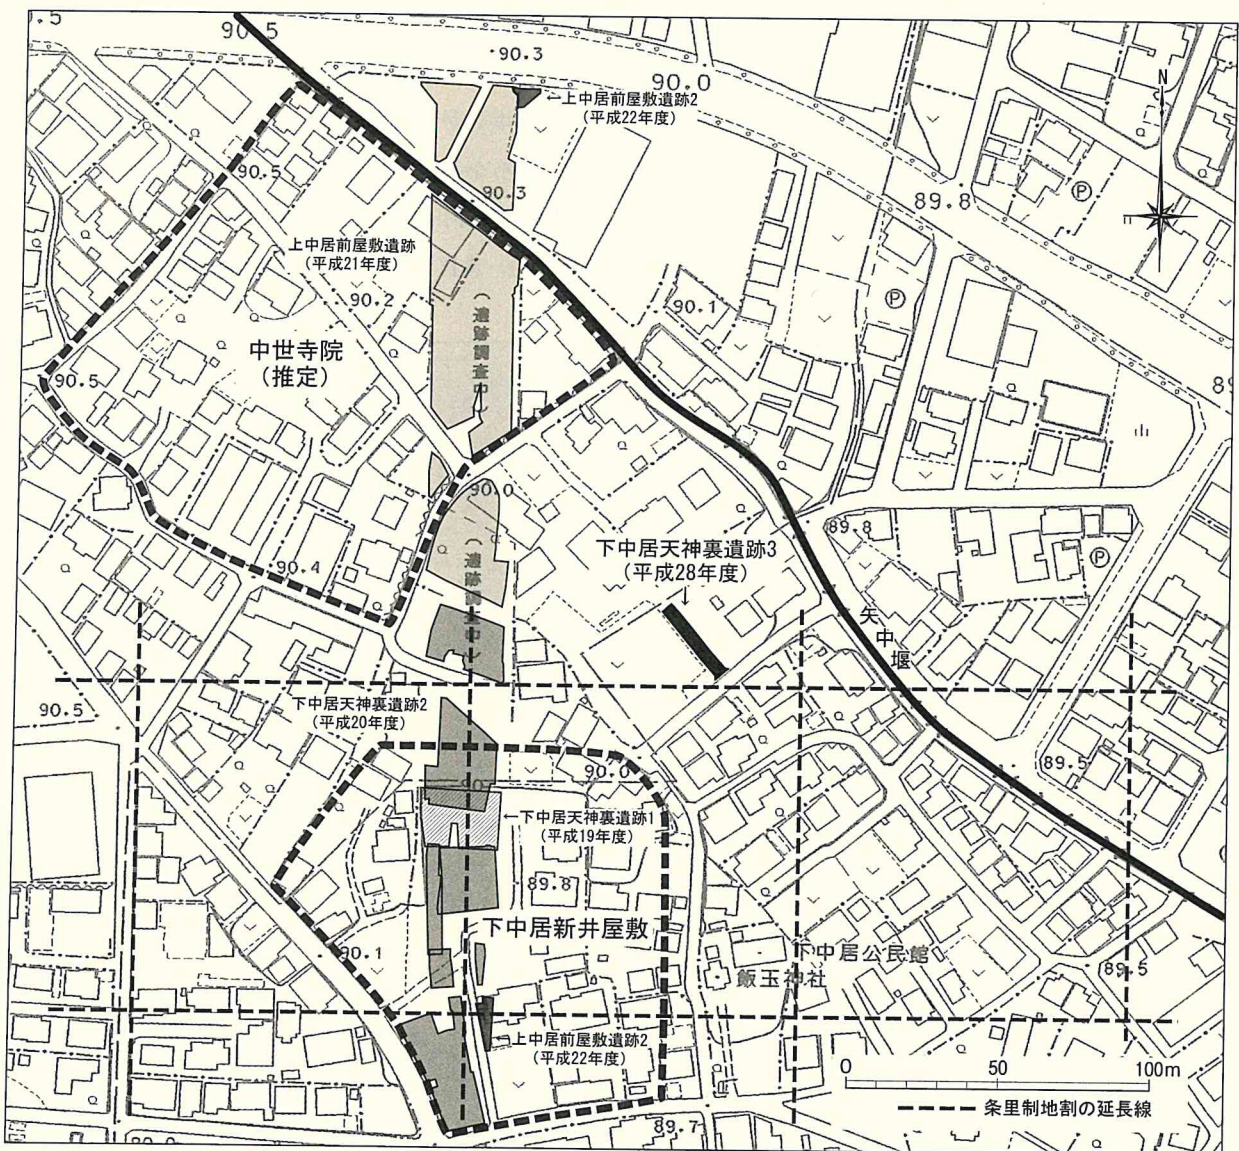 90.5
90.3
90.0
N
←上中居前屋敷遺跡2
(平成22年度)
90.5
90.3
89.8
P
上中居前屋敷遺跡
(平成21年度)
90.2
(遺跡調査中)
P
90.1
中世寺院
(推定)
90.5
90.0
89.8
下中居天神裏遺跡3
(平成28年度)
(遺跡調査中)
P
90.4
矢中堰
下中居天神裏遺跡2
(平成20年度)
90.5
90.0
89.5
←下中居天神裏遺跡1
(平成19年度)
89.8
下中居新井屋敷
90.1
下中居公民館
飯玉神社
89.5
←上中居前屋敷遺跡2
(平成22年度)
0 50 100m
条里制地割の延長線
89.7